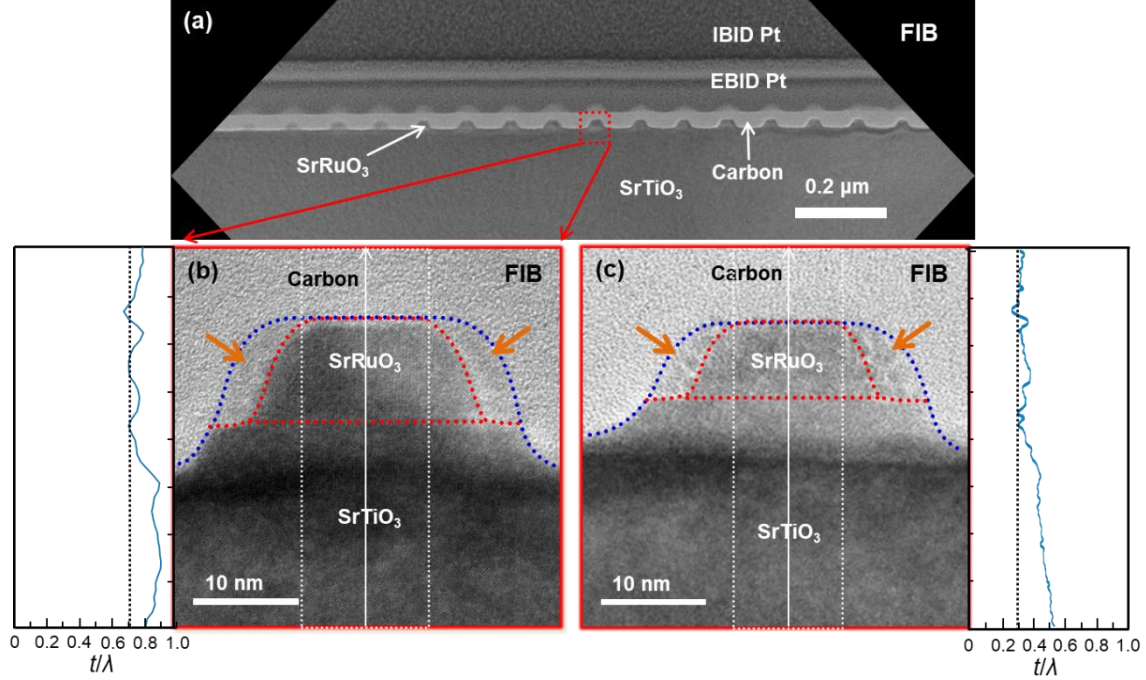 (a)
IBID Pt
FIB
EBID Pt
SrRuO₃
SrTiO₃
Carbon
0.2 µm
(b)
Carbon
FIB
SrRuO₃
SrTiO₃
10 nm
0 0.2 0.4 0.6 0.8 1.0
t/λ
(c)
Carbon
FIB
SrRuO₃
SrTiO₃
10 nm
0 0.2 0.4 0.6 0.8 1.0
t/λ